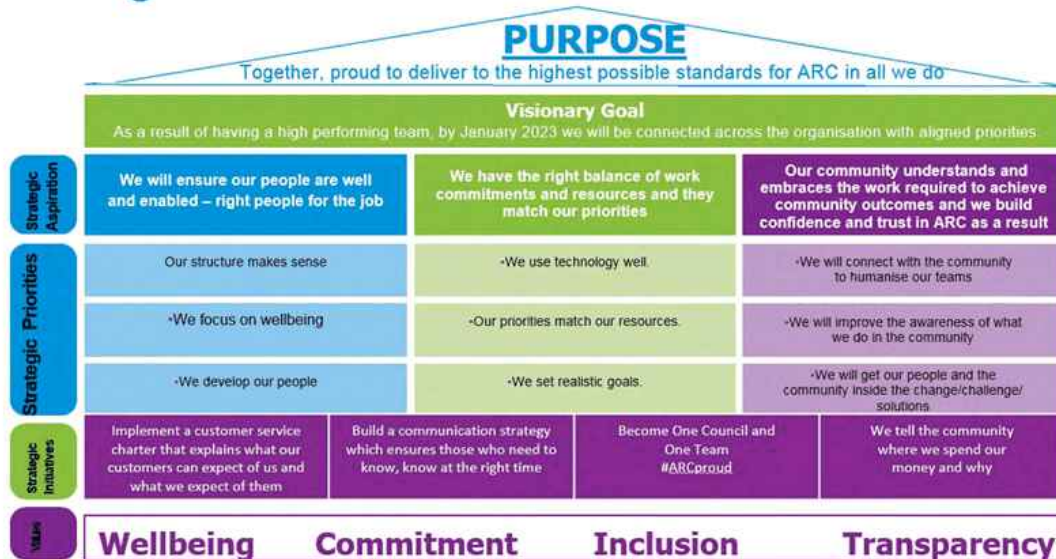 PURPOSE
Together, proud to deliver to the highest possible standards for ARC in all we do
Visionary Goal
As a result of having a high performing team, by January 2023 we will be connected across the organisation with aligned priorities
Strategic
Aspiration
We will ensure our people are well
and enabled – right people for the job
We have the right balance of work
commitments and resources and they
match our priorities
Our community understands and
embraces the work required to achieve
community outcomes and we build
confidence and trust in ARC as a result
Strategic Priorities
Our structure makes sense
•We use technology well.
•We will connect with the community
to humanise our teams
•We focus on wellbeing
•Our priorities match our resources.
•We will improve the awareness of what
we do in the community
•We develop our people
•We set realistic goals.
•We will get our people and the
community inside the change/challenge/
solutions
Strategic
Initiatives
Implement a customer service
charter that explains what our
customers can expect of us and
what we expect of them
Build a communication strategy
which ensures those who need to
know, know at the right time
Become One Council and
One Team
#ARCproud
We tell the community
where we spend our
money and why
Values
Wellbeing Commitment Inclusion Transparency